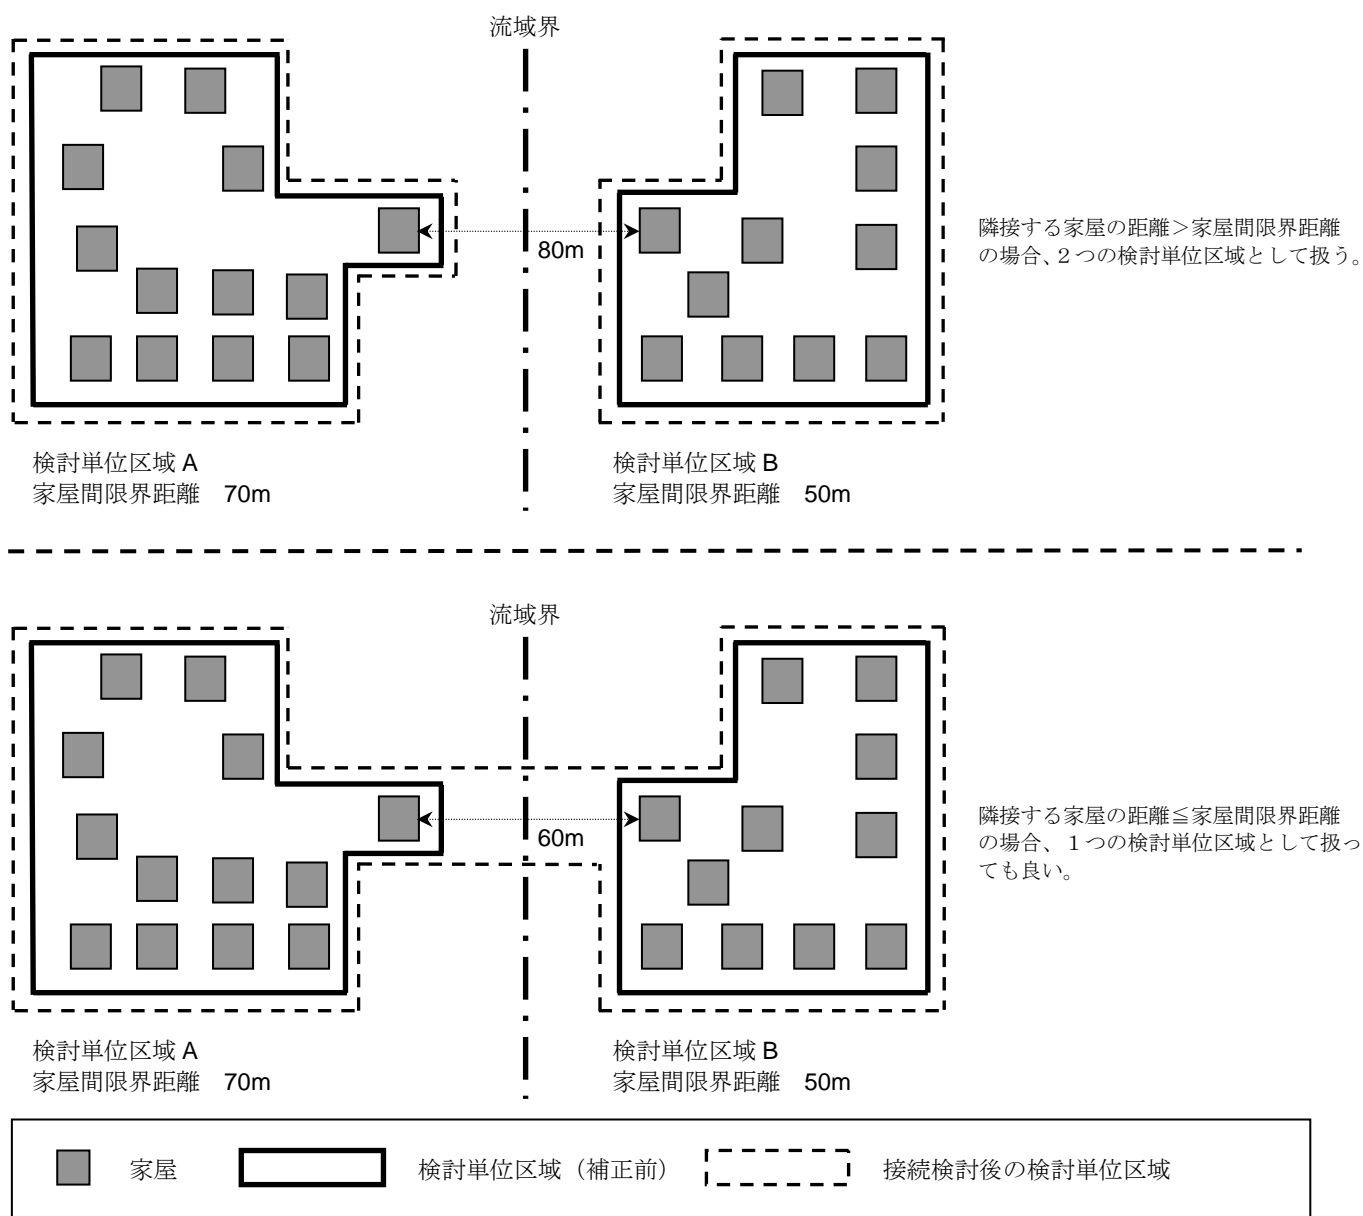 流域界
80m
隣接する家屋の距離＞家屋間限界距離
の場合、２つの検討単位区域として扱う。
検討単位区域 A
家屋間限界距離　70m
検討単位区域 B
家屋間限界距離　50m
流域界
60m
隣接する家屋の距離≦家屋間限界距離
の場合、１つの検討単位区域として扱っ
ても良い。
検討単位区域 A
家屋間限界距離　70m
検討単位区域 B
家屋間限界距離　50m
家屋　検討単位区域（補正前）　接続検討後の検討単位区域